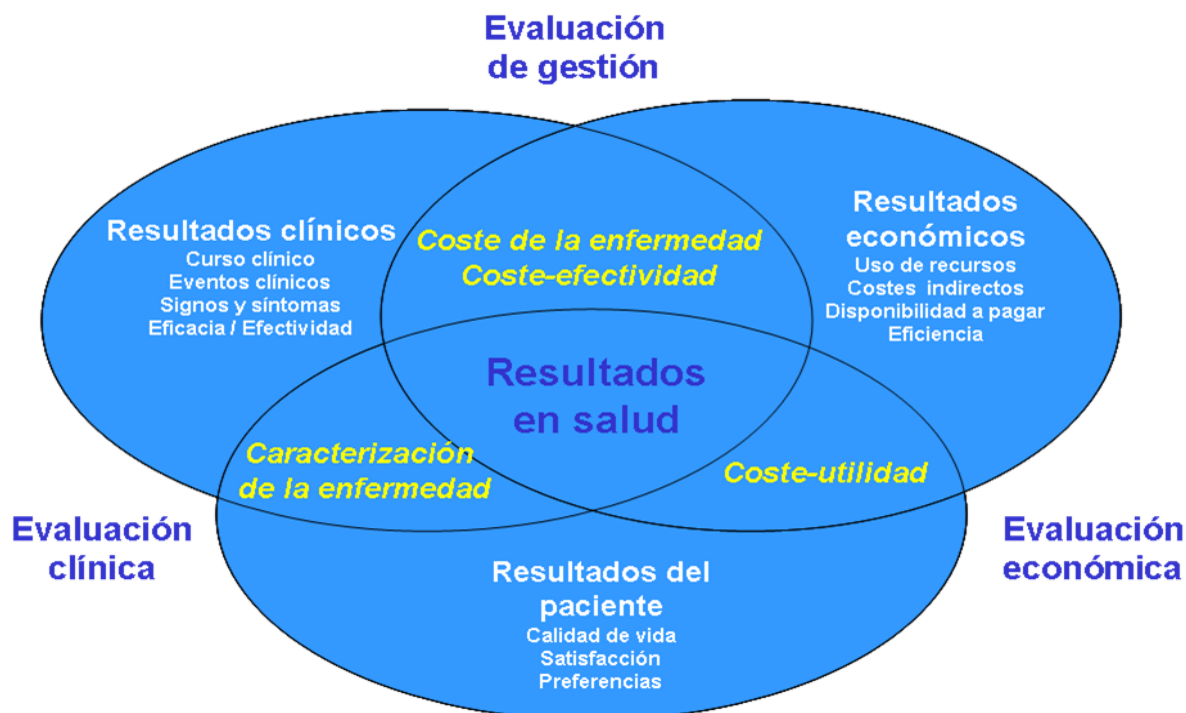 Evaluación
de gestión
Resultados clínicos
Curso clínico
Eventos clínicos
Signos y síntomas
Eficacia / Efectividad
Coste de la enfermedad
Coste-efectividad
Resultados
económicos
Uso de recursos
Costes indirectos
Disponibilidad a pagar
Eficiencia
Resultados
en salud
Caracterización
de la enfermedad
Coste-utilidad
Evaluación
clínica
Resultados del
paciente
Calidad de vida
Satisfacción
Preferencias
Evaluación
económica